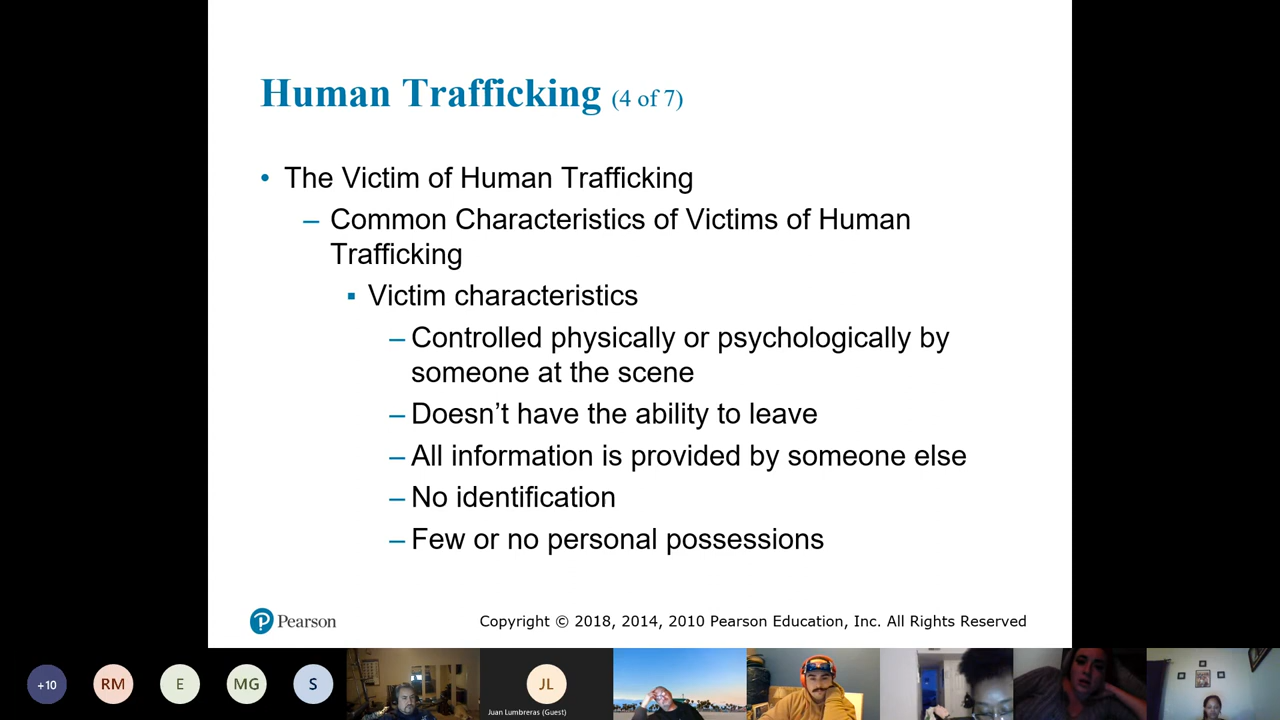 Human Trafficking (4 of 7)
• The Victim of Human Trafficking
– Common Characteristics of Victims of Human
Trafficking
▪ Victim characteristics
– Controlled physically or psychologically by
someone at the scene
– Doesn’t have the ability to leave
– All information is provided by someone else
– No identification
– Few or no personal possessions
Pearson
Copyright © 2018, 2014, 2010 Pearson Education, Inc. All Rights Reserved
+10 RM E MG S JL
Juan Lumbreras (Guest)